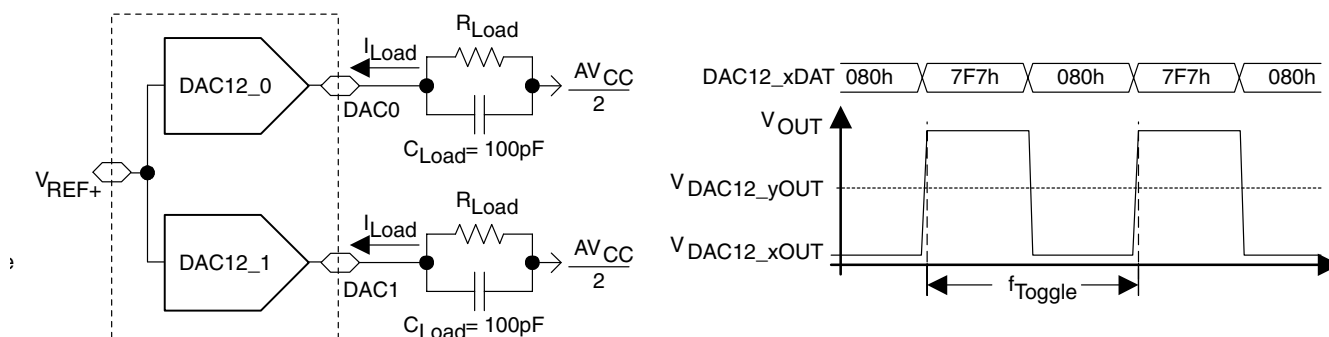 DAC12_0
DAC12_1
VREF+
ILoad
DAC0
RLoad
CLoad= 100pF
AVCC
2
ILoad
DAC1
RLoad
CLoad= 100pF
AVCC
2
DAC12_xDAT 080h 7F7h 080h 7F7h 080h
VOUT
VDAC12_yOUT
VDAC12_xOUT
fToggle